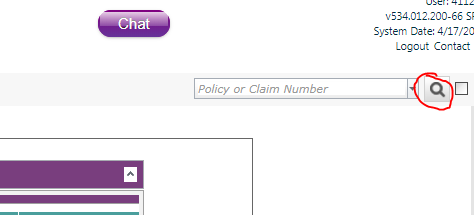 User: 4112
Chat
v534.012.200-66 SP
System Date: 4/17/20
Logout Contact
Policy or Claim Number